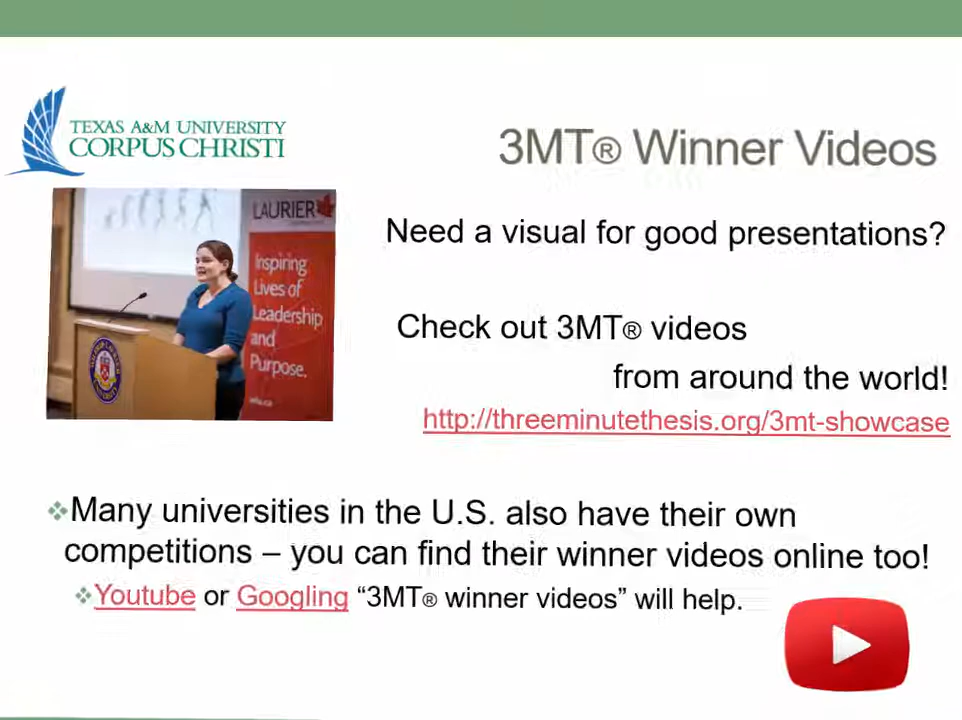 TEXAS A&M UNIVERSITY
CORPUS CHRISTI
3MT® Winner Videos
LAURIER
Inspiring
Lives of
Leadership
and
Purpose.
Need a visual for good presentations?
Check out 3MT® videos
from around the world!
http://threeminutethesis.org/3mt-showcase
❖Many universities in the U.S. also have their own
competitions – you can find their winner videos online too!
❖Youtube or Googling “3MT® winner videos” will help.